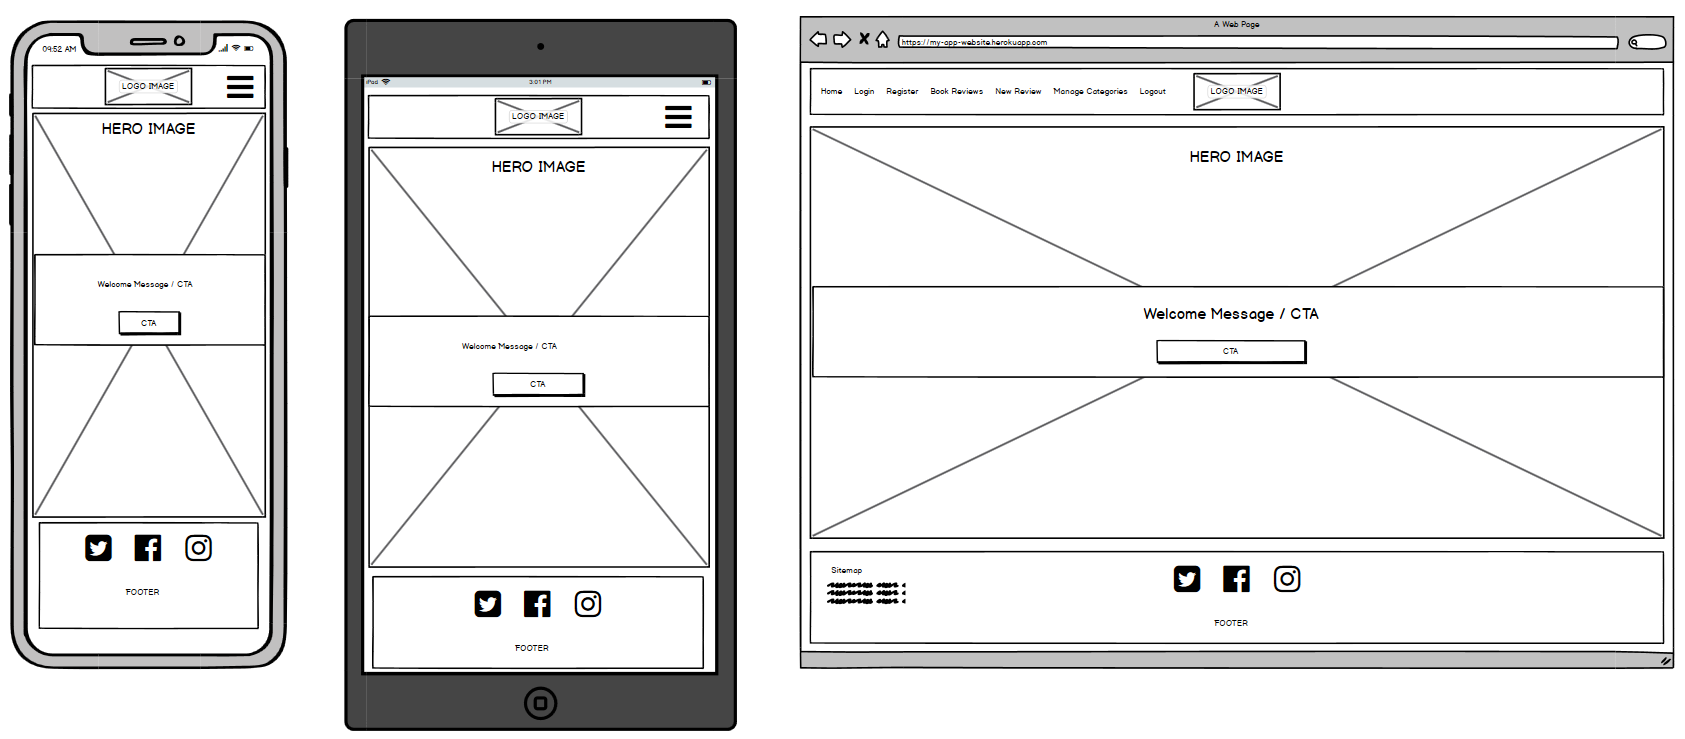 09:52 AM
LOGO IMAGE
HERO IMAGE
Welcome Message / CTA
CTA
FOOTER
iPad
3:01 PM
LOGO IMAGE
HERO IMAGE
Welcome Message / CTA
CTA
FOOTER
A Web Page
https://my-app-website.herokuapp.com
Home Login Register Book Reviews New Review Manage Categories Logout
LOGO IMAGE
HERO IMAGE
Welcome Message / CTA
CTA
Sitemap
FOOTER